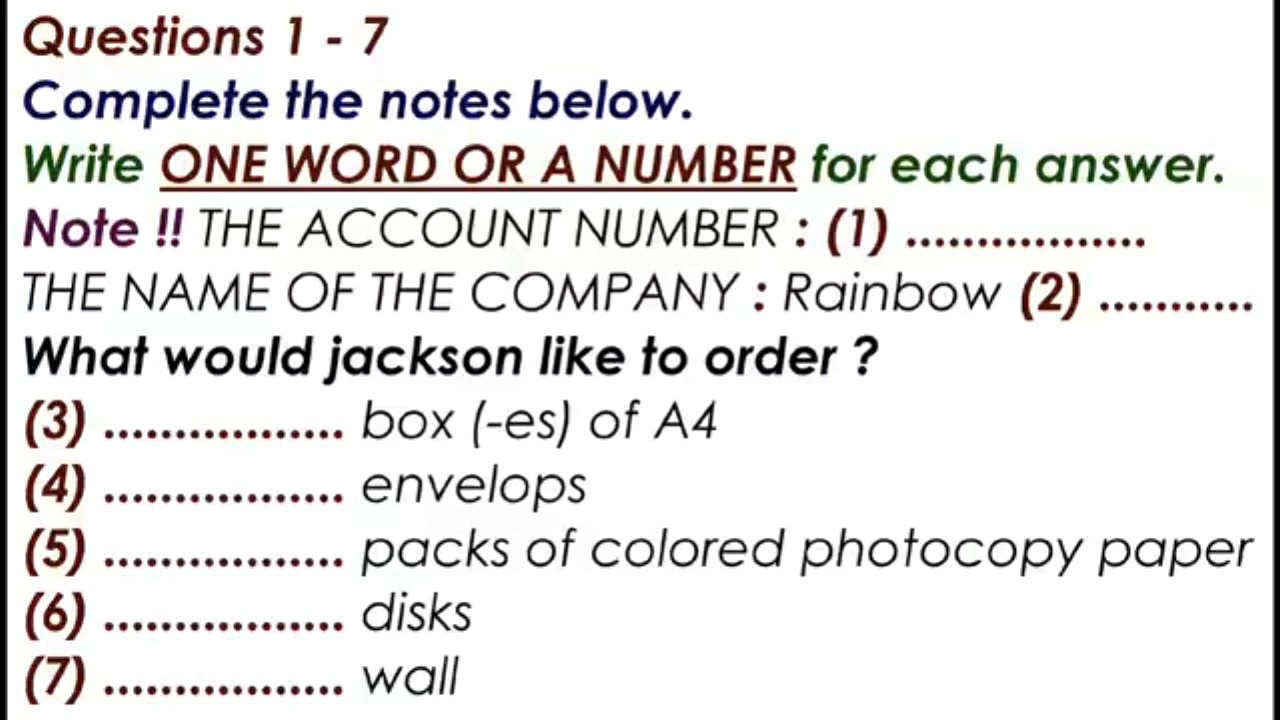 Questions 1 - 7
Complete the notes below.
Write ONE WORD OR A NUMBER for each answer.
Note !! THE ACCOUNT NUMBER : (1) .................
THE NAME OF THE COMPANY : Rainbow (2) ...........
What would jackson like to order ?
(3) ................. box (-es) of A4
(4) ................. envelops
(5) ................. packs of colored photocopy paper
(6) ................. disks
(7) ................. wall